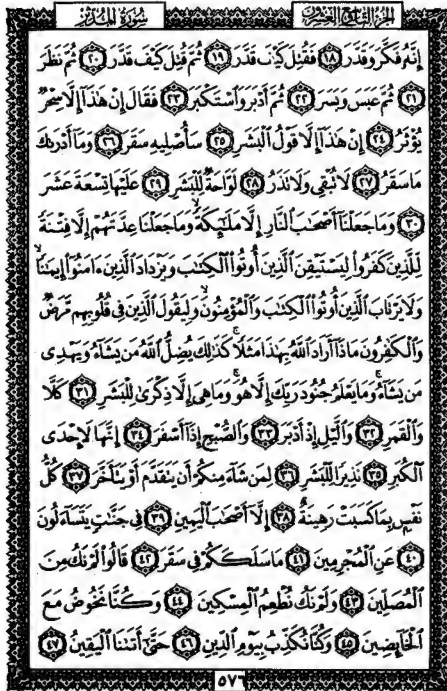 الجزء التاسع والعشرون سورة المدثر
إِنَّهُۥ فَكَّرَ وَقَدَّرَ ١٨ فَقُتِلَ كَيْفَ قَدَّرَ ١٩ ثُمَّ قُتِلَ كَيْفَ قَدَّرَ ٢٠ ثُمَّ نَظَرَ
٢١ ثُمَّ عَبَسَ وَبَسَرَ ٢٢ ثُمَّ أَدْبَرَ وَٱسْتَكْبَرَ ٢٣ فَقَالَ إِنْ هَٰذَآ إِلَّا سِحْرٌ
يُؤْثَرُ ٢٤ إِنْ هَٰذَآ إِلَّا قَوْلُ ٱلْبَشَرِ ٢٥ سَأُصْلِيهِ سَقَرَ ٢٦ وَمَآ أَدْرَىٰكَ
مَا سَقَرُ ٢٧ لَا تُبْقِى وَلَا تَذَرُ ٢٨ لَوَّاحَةٌ لِّلْبَشَرِ ٢٩ عَلَيْهَا تِسْعَةَ عَشَرَ
٣٠ وَمَا جَعَلْنَآ أَصْحَٰبَ ٱلنَّارِ إِلَّا مَلَٰٓئِكَةً ۙ وَمَا جَعَلْنَا عِدَّتَهُمْ إِلَّا فِتْنَةً
لِّلَّذِينَ كَفَرُوا۟ لِيَسْتَيْقِنَ ٱلَّذِينَ أُوتُوا۟ ٱلْكِتَٰبَ وَيَزْدَادَ ٱلَّذِينَ ءَامَنُوٓا۟ إِيمَٰنًا ۙ
وَلَا يَرْتَابَ ٱلَّذِينَ أُوتُوا۟ ٱلْكِتَٰبَ وَٱلْمُؤْمِنُونَ ۙ وَلِيَقُولَ ٱلَّذِينَ فِى قُلُوبِهِم مَّرَضٌ
وَٱلْكَٰفِرُونَ مَاذَآ أَرَادَ ٱللَّهُ بِهَٰذَا مَثَلًا ۚ كَذَٰلِكَ يُضِلُّ ٱللَّهُ مَن يَشَآءُ وَيَهْدِى
مَن يَشَآءُ ۚ وَمَا يَعْلَمُ جُنُودَ رَبِّكَ إِلَّا هُوَ ۚ وَمَا هِىَ إِلَّا ذِكْرَىٰ لِلْبَشَرِ ٣١ كَلَّا
وَٱلْقَمَرِ ٣٢ وَٱلَّيْلِ إِذْ أَدْبَرَ ٣٣ وَٱلصُّبْحِ إِذَآ أَسْفَرَ ٣٤ إِنَّهَا لَإِحْدَى
ٱلْكُبَرِ ٣٥ نَذِيرًا لِّلْبَشَرِ ٣٦ لِمَن شَآءَ مِنكُمْ أَن يَتَقَدَّمَ أَوْ يَتَأَخَّرَ ٣٧ كُلُّ
نَفْسٍۭ بِمَا كَسَبَتْ رَهِينَةٌ ٣٨ إِلَّآ أَصْحَٰبَ ٱلْيَمِينِ ٣٩ فِى جَنَّٰتٍ يَتَسَآءَلُونَ
٤٠ عَنِ ٱلْمُجْرِمِينَ ٤١ مَا سَلَكَكُمْ فِى سَقَرَ ٤٢ قَالُوا۟ لَمْ نَكُ مِنَ
ٱلْمُصَلِّينَ ٤٣ وَلَمْ نَكُ نُطْعِمُ ٱلْمِسْكِينَ ٤٤ وَكُنَّا نَخُوضُ مَعَ
ٱلْخَآئِضِينَ ٤٥ وَكُنَّا نُكَذِّبُ بِيَوْمِ ٱلدِّينِ ٤٦ حَتَّىٰٓ أَتَىٰنَا ٱلْيَقِينُ ٤٧
٥٧٦